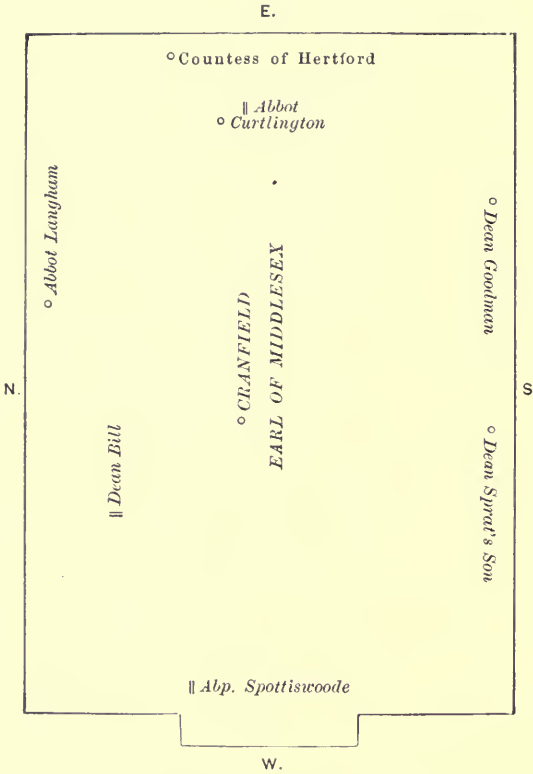 E.
° Countess of Hertford
|| Abbot
° Curtlington
° Abbot Langham
° Dean Goodman
° CRANFIELD
EARL OF MIDDLESEX
N.
S
|| Dean Bill
° Dean Sprat's Son
|| Abp. Spottiswoode
W.